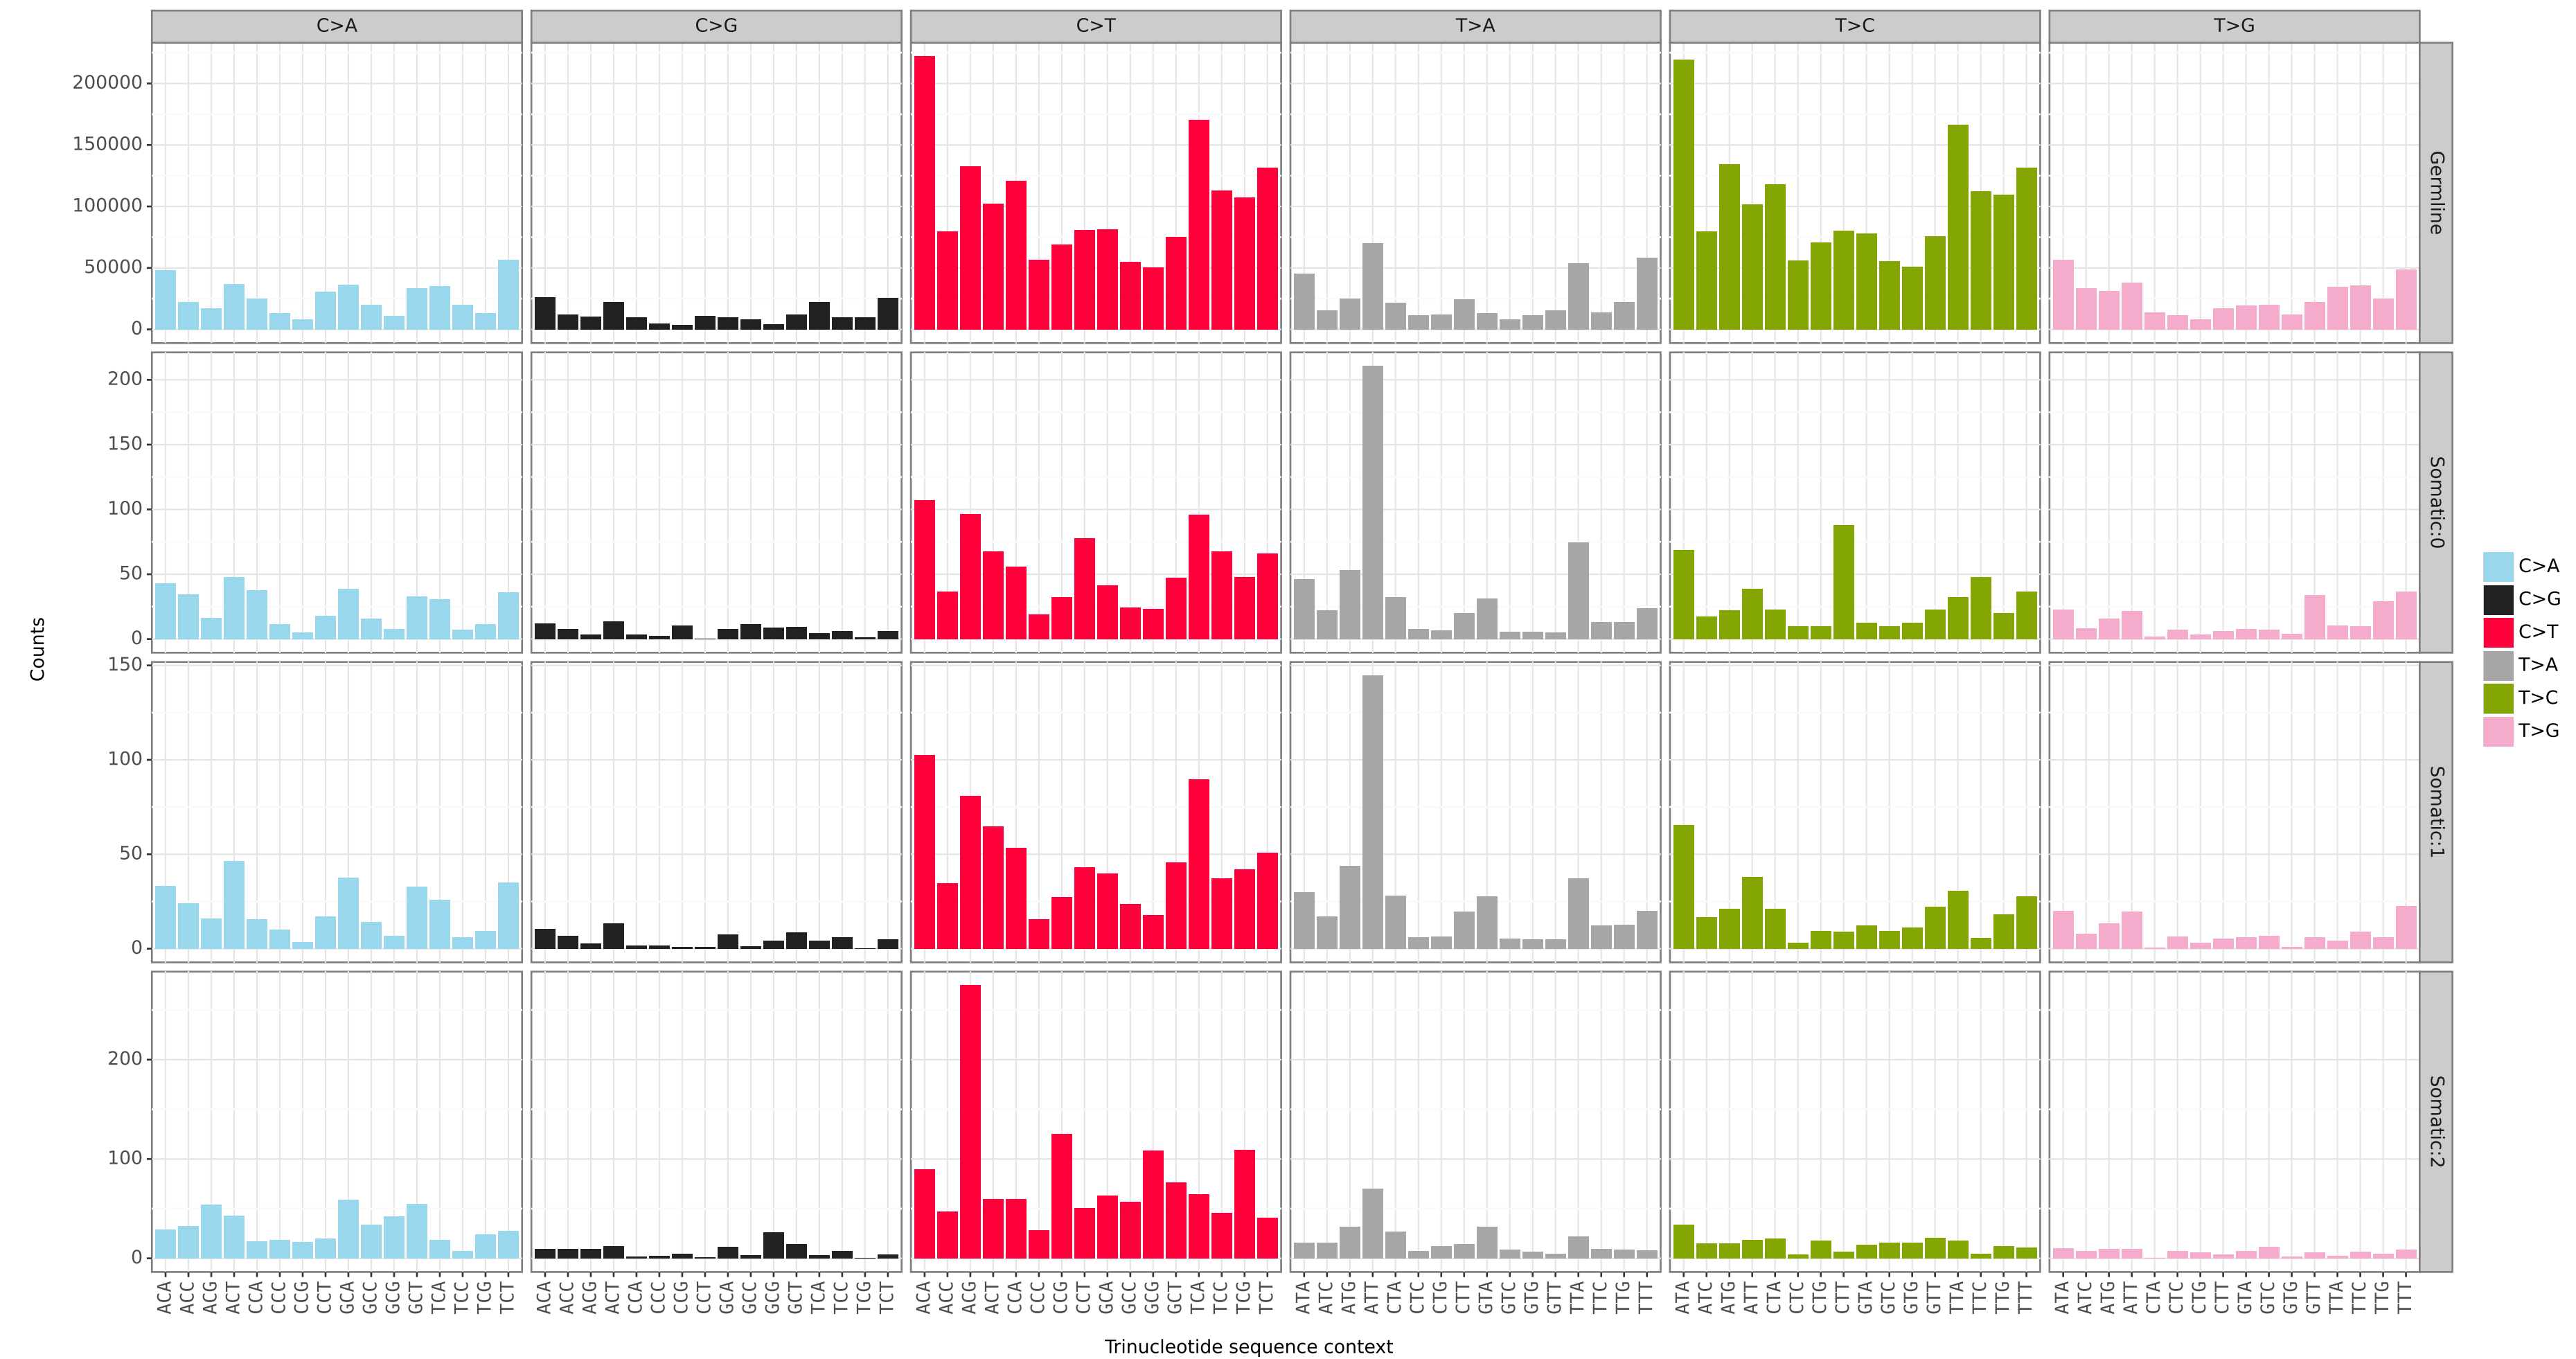 C>A C>G C>T T>A T>C T>G
200000
150000
100000
50000
0
Germline
200
150
100
50
0
Somatic:0
150
100
50
0
Somatic:1
200
100
0
Somatic:2
Counts
ACA ACC ACG ACT CCA CCC CCG CCT GCA GCC GCG GCT TCA TCC TCG TCT ACA ACC ACG ACT CCA CCC CCG CCT GCA GCC GCG GCT TCA TCC TCG TCT ACA ACC ACG ACT CCA CCC CCG CCT GCA GCC GCG GCT TCA TCC TCG TCT ATA ATC ATG ATT CTA CTC CTG CTT GTA GTC GTG GTT TTA TTC TTG TTT ATA ATC ATG ATT CTA CTC CTG CTT GTA GTC GTG GTT TTA TTC TTG TTT ATA ATC ATG ATT CTA CTC CTG CTT GTA GTC GTG GTT TTA TTC TTG TTT
Trinucleotide sequence context
C>A
C>G
C>T
T>A
T>C
T>G